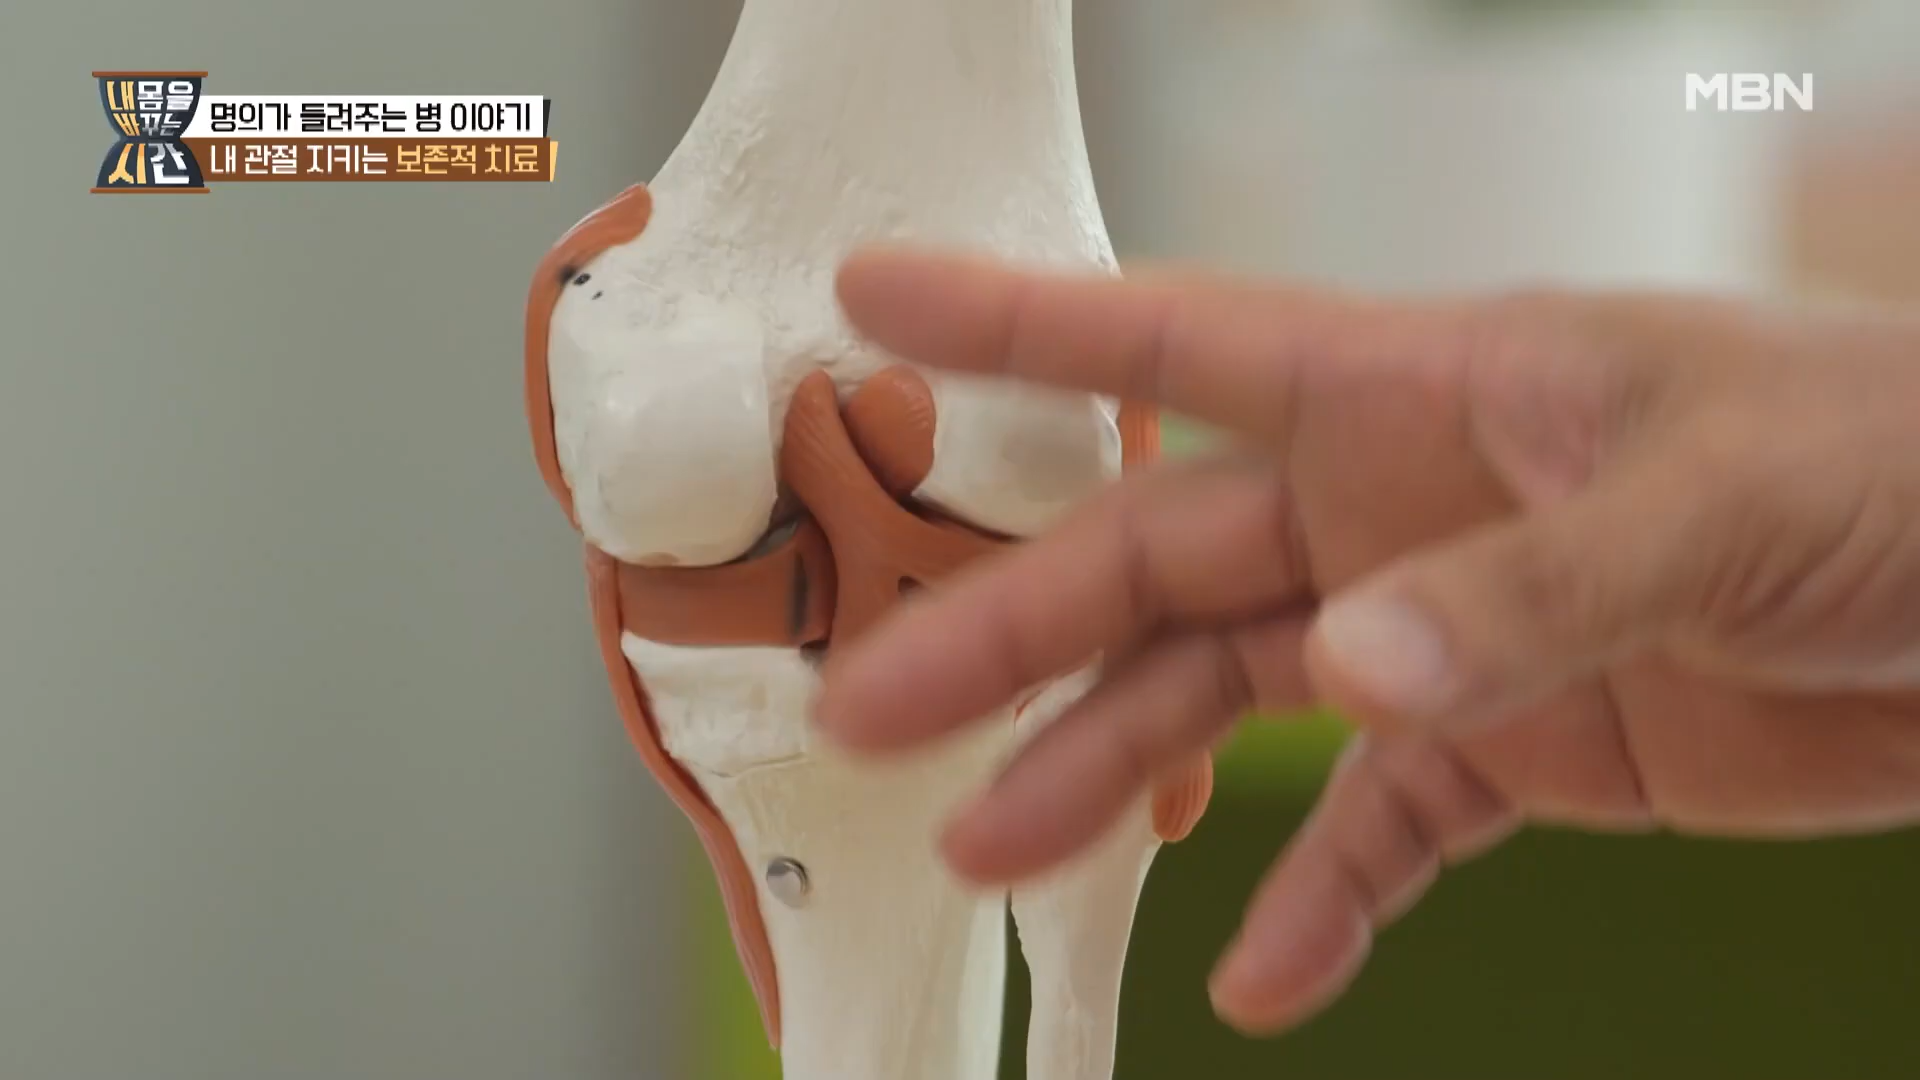 내몸을
바꾸는
시간
명의가 들려주는 병 이야기
내 관절 지키는 보존적 치료
MBN